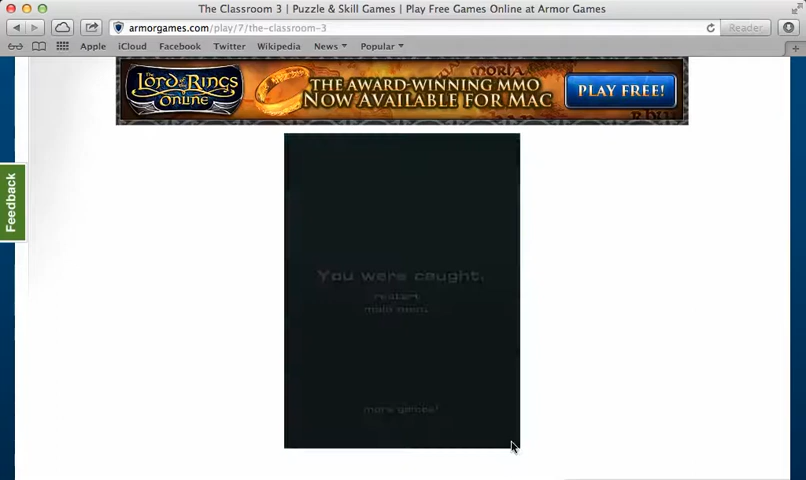 The Classroom 3 | Puzzle & Skill Games | Play Free Games Online at Armor Games
armorgames.com/play/7/the-classroom-3
Reader
Apple iCloud Facebook Twitter Wikipedia News Popular
The Lord of the Rings Online
MORIA
THE AWARD-WINNING MMO
NOW AVAILABLE FOR MAC
PLAY FREE!
Feedback
You were caught.
restart
main menu
more games!